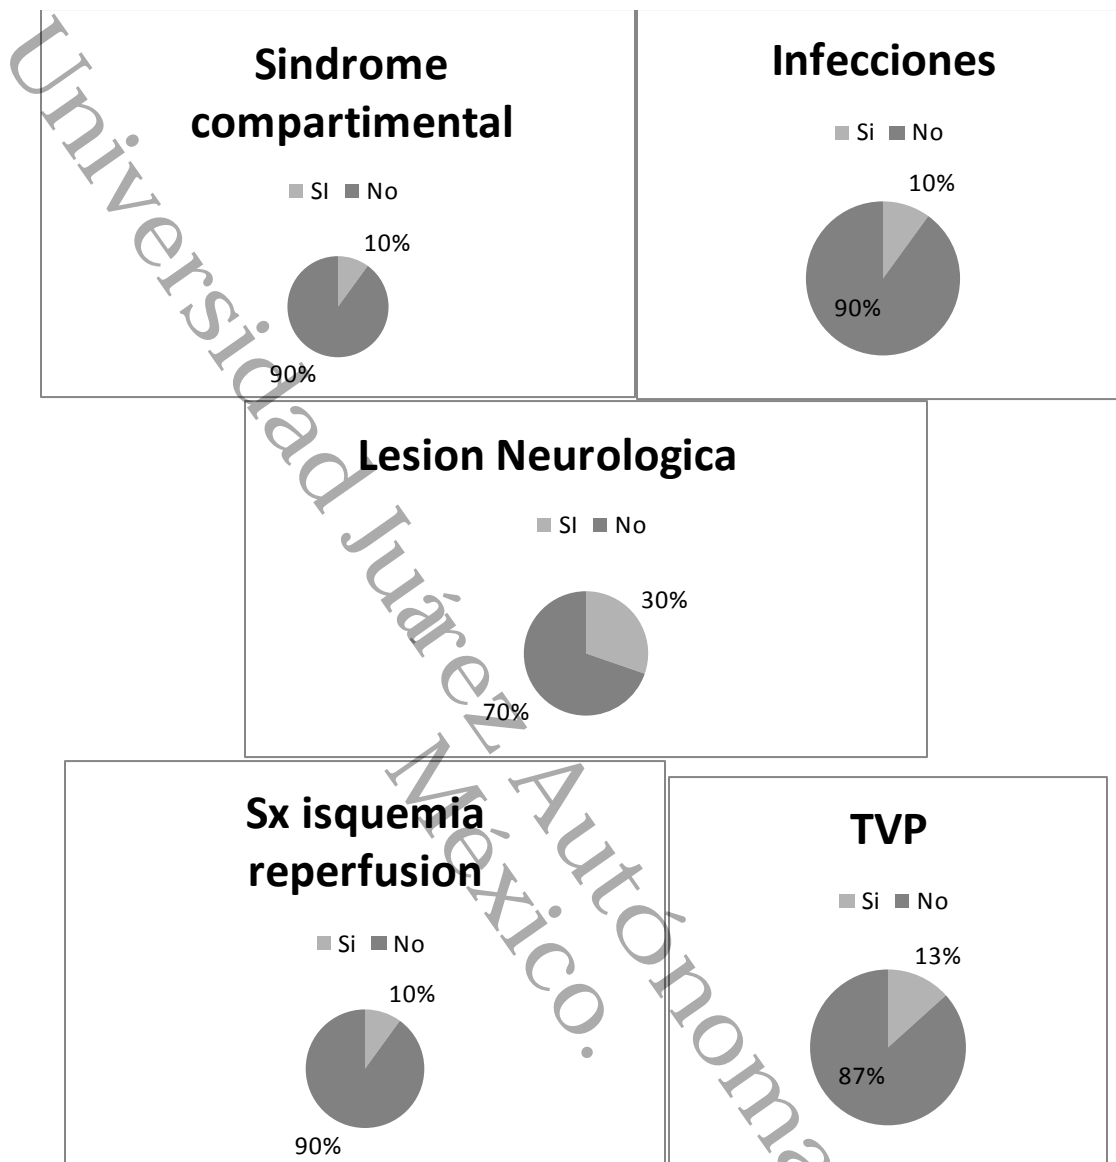 Sindrome
compartimental
SI No
10%
90%
Infecciones
Si No
10%
90%
Lesion Neurologica
SI No
30%
70%
Sx isquemia
reperfusion
Si No
10%
90%
TVP
Si No
13%
87%
Universidad Juárez Autónoma
México.